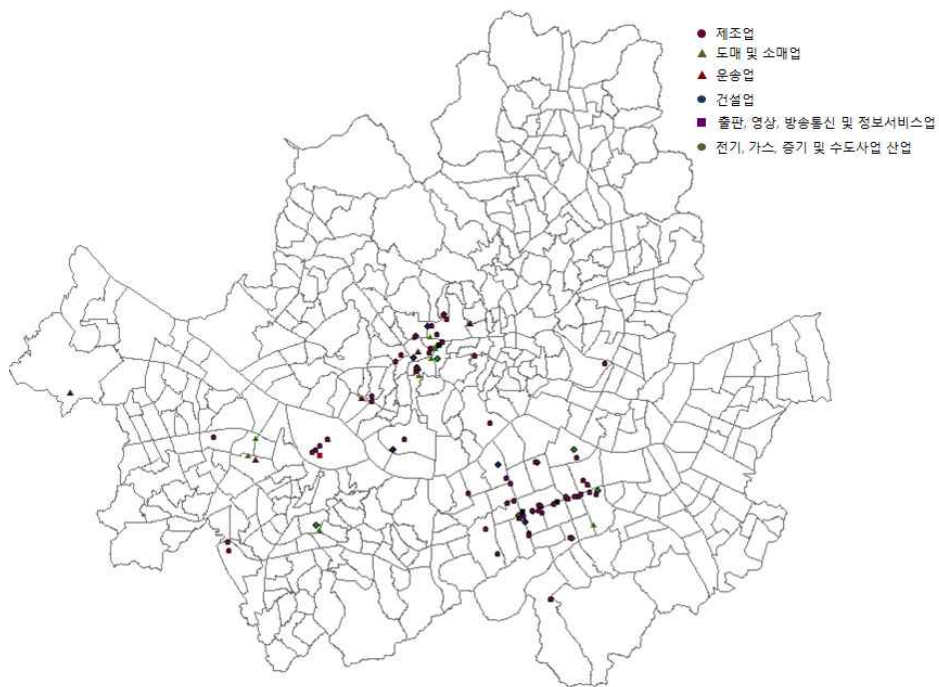 제조업
도매 및 소매업
운송업
건설업
출판, 영상, 방송통신 및 정보서비스업
전기, 가스, 증기 및 수도사업 산업